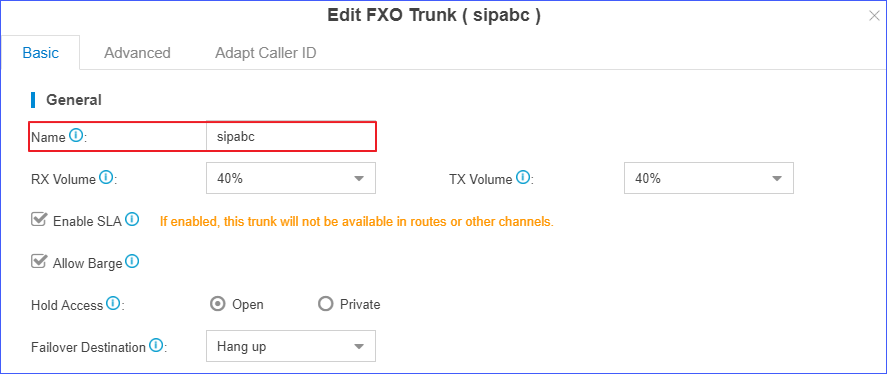 Edit FXO Trunk ( sipabc )
Basic Advanced Adapt Caller ID
General
Name : sipabc
RX Volume : 40% TX Volume : 40%
Enable SLA If enabled, this trunk will not be available in routes or other channels.
Allow Barge
Hold Access : Open Private
Failover Destination : Hang up